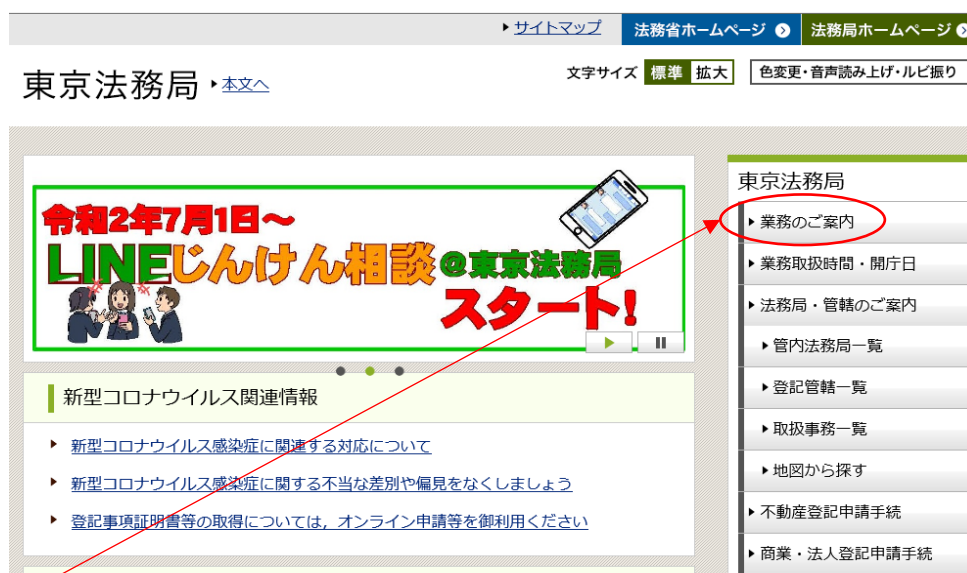 サイトマップ 法務省ホームページ 法務局ホームページ
東京法務局 本文へ 文字サイズ 標準 拡大 色変更・音声読み上げ・ルビ振り
令和2年7月1日～
LINEじんけん相談@東京法務局
スタート!
新型コロナウイルス関連情報
新型コロナウイルス感染症に関連する対応について
新型コロナウイルス感染症に関する不当な差別や偏見をなくしましょう
登記事項証明書等の取得については，オンライン申請等を御利用ください
東京法務局
業務のご案内
業務取扱時間・開庁日
法務局・管轄のご案内
管内法務局一覧
登記管轄一覧
取扱事務一覧
地図から探す
不動産登記申請手続
商業・法人登記申請手続